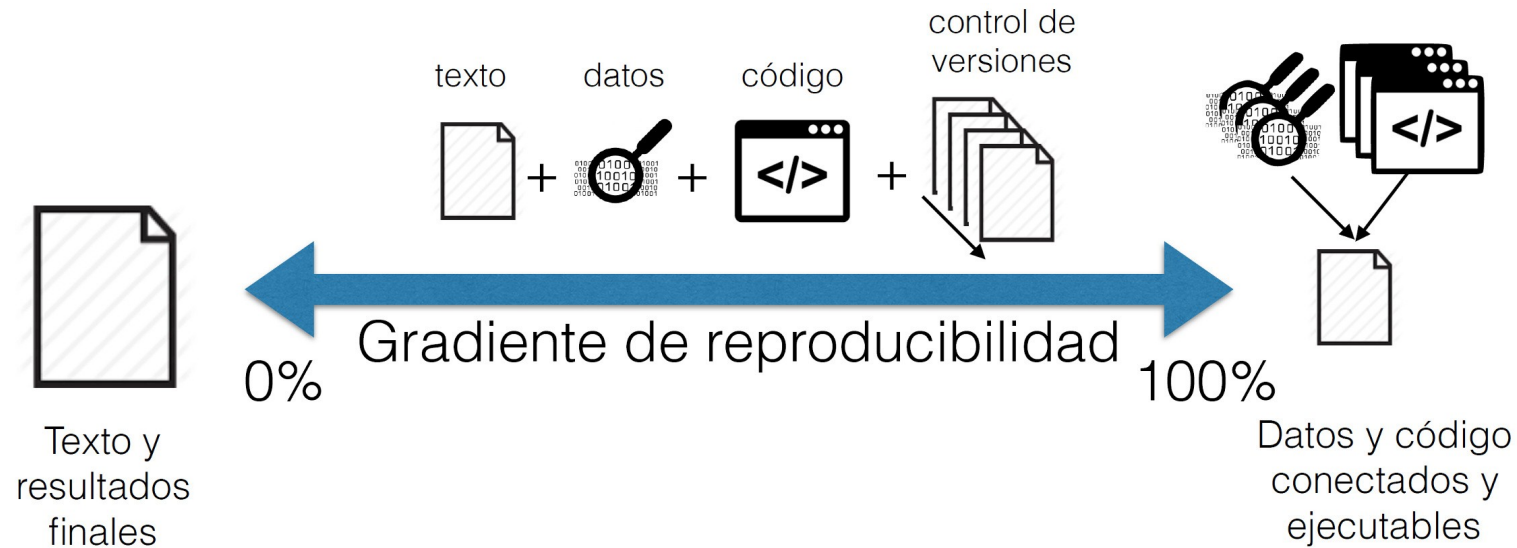 control de
versiones
texto
datos
código
+
+
+
</>
</>
Gradiente de reproducibilidad
0%
100%
Texto y
resultados
finales
Datos y código
conectados y
ejecutables